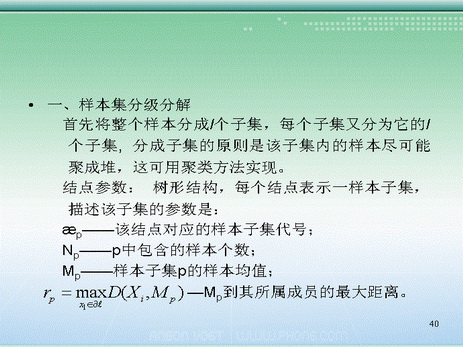 • 一、样本集分级分解
首先将整个样本分成l个子集，每个子集又分为它的l
个子集, 分成子集的原则是该子集内的样本尽可能
聚成堆，这可用聚类方法实现。
结点参数： 树形结构，每个结点表示一样本子集，
描述该子集的参数是：
æp——该结点对应的样本子集代号；
Np——p中包含的样本个数；
Mp——样本子集p的样本均值；
r_p = max_{x_i∈∂ℓ} D(X_i, M_p) —Mp到其所属成员的最大距离。
40